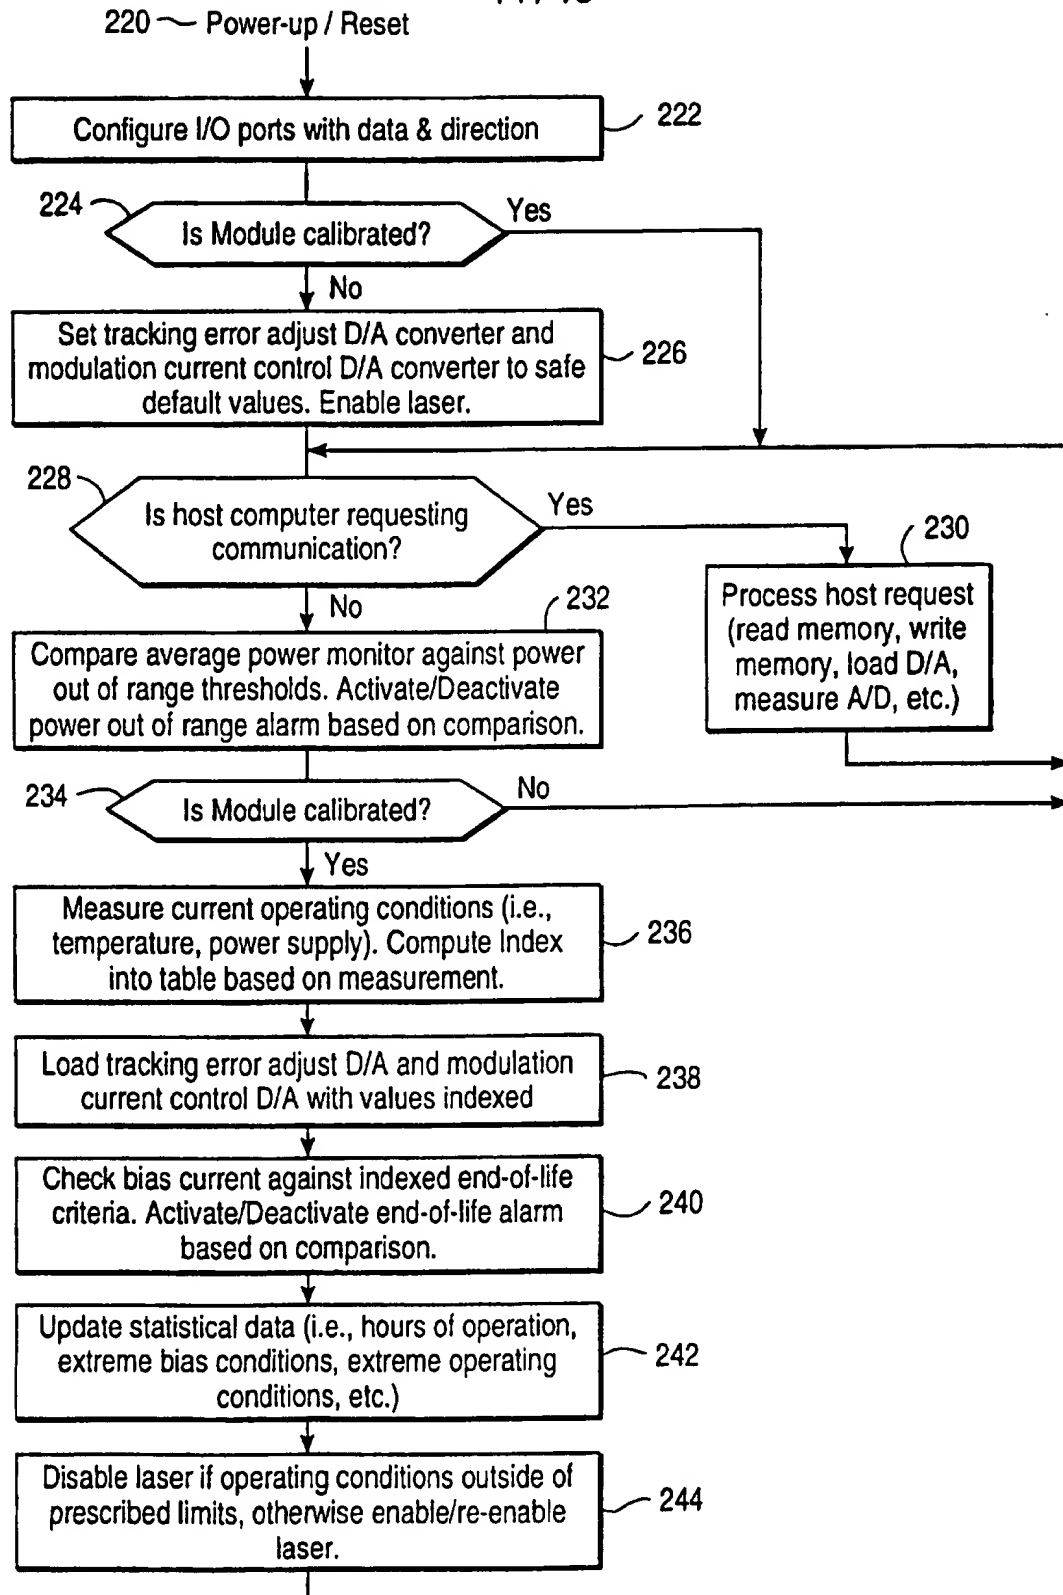 220 Power-up / Reset
Configure I/O ports with data & direction
222
224
Is Module calibrated?
Yes
No
Set tracking error adjust D/A converter and
modulation current control D/A converter to safe
default values. Enable laser.
226
228
Is host computer requesting
communication?
Yes
No
230
Process host request
(read memory, write
memory, load D/A,
measure A/D, etc.)
232
Compare average power monitor against power
out of range thresholds. Activate/Deactivate
power out of range alarm based on comparison.
234
Is Module calibrated?
No
Yes
Measure current operating conditions (i.e.,
temperature, power supply). Compute Index
into table based on measurement.
236
Load tracking error adjust D/A and modulation
current control D/A with values indexed
238
Check bias current against indexed end-of-life
criteria. Activate/Deactivate end-of-life alarm
based on comparison.
240
Update statistical data (i.e., hours of operation,
extreme bias conditions, extreme operating
conditions, etc.)
242
Disable laser if operating conditions outside of
prescribed limits, otherwise enable/re-enable
laser.
244